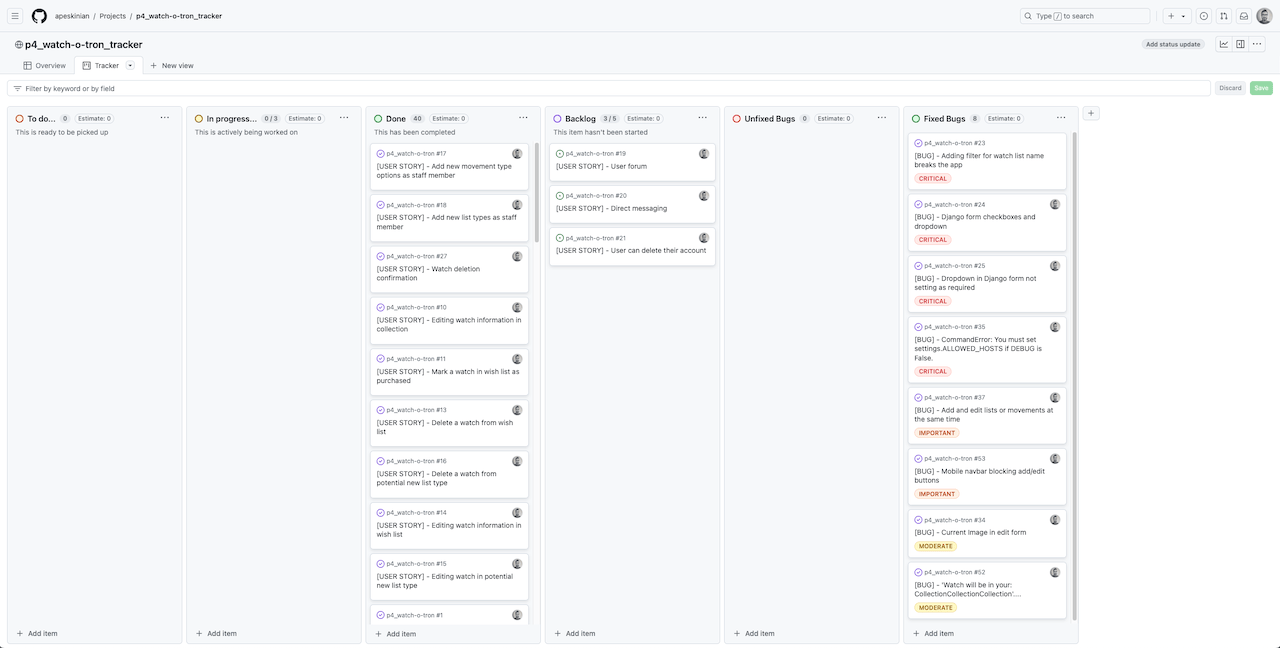 apeskinian / Projects / p4_watch-o-tron_tracker
Type / to search
p4_watch-o-tron_tracker
Add status update
Overview
Tracker
New view
Filter by keyword or by field
Discard
Save
To do... 0 Estimate: 0
This is ready to be picked up
Add item
In progress... 0 / 3 Estimate: 0
This is actively being worked on
Add item
Done 40 Estimate: 0
This has been completed
p4_watch-o-tron #17
[USER STORY] - Add new movement type
options as staff member
p4_watch-o-tron #18
[USER STORY] - Add new list types as staff
member
p4_watch-o-tron #27
[USER STORY] - Watch deletion
confirmation
p4_watch-o-tron #10
[USER STORY] - Editing watch information in
collection
p4_watch-o-tron #11
[USER STORY] - Mark a watch in wish list as
purchased
p4_watch-o-tron #13
[USER STORY] - Delete a watch from wish
list
p4_watch-o-tron #16
[USER STORY] - Delete a watch from
potential new list type
p4_watch-o-tron #14
[USER STORY] - Editing watch information in
wish list
p4_watch-o-tron #15
[USER STORY] - Editing watch in potential
new list type
p4_watch-o-tron #1
Add item
Backlog 3 / 5 Estimate: 0
This item hasn't been started
p4_watch-o-tron #19
[USER STORY] - User forum
p4_watch-o-tron #20
[USER STORY] - Direct messaging
p4_watch-o-tron #21
[USER STORY] - User can delete their account
Add item
Unfixed Bugs 0 Estimate: 0
Add item
Fixed Bugs 8 Estimate: 0
p4_watch-o-tron #23
[BUG] - Adding filter for watch list name
breaks the app
CRITICAL
p4_watch-o-tron #24
[BUG] - Django form checkboxes and
dropdown
CRITICAL
p4_watch-o-tron #25
[BUG] - Dropdown in Django form not
setting as required
CRITICAL
p4_watch-o-tron #35
[BUG] - CommandError: You must set
settings.ALLOWED_HOSTS if DEBUG is
False.
CRITICAL
p4_watch-o-tron #37
[BUG] - Add and edit lists or movements at
the same time
IMPORTANT
p4_watch-o-tron #53
[BUG] - Mobile navbar blocking add/edit
buttons
IMPORTANT
p4_watch-o-tron #34
[BUG] - Current Image in edit form
MODERATE
p4_watch-o-tron #52
[BUG] - 'Watch will be in your:
CollectionCollectionCollection'....
MODERATE
Add item